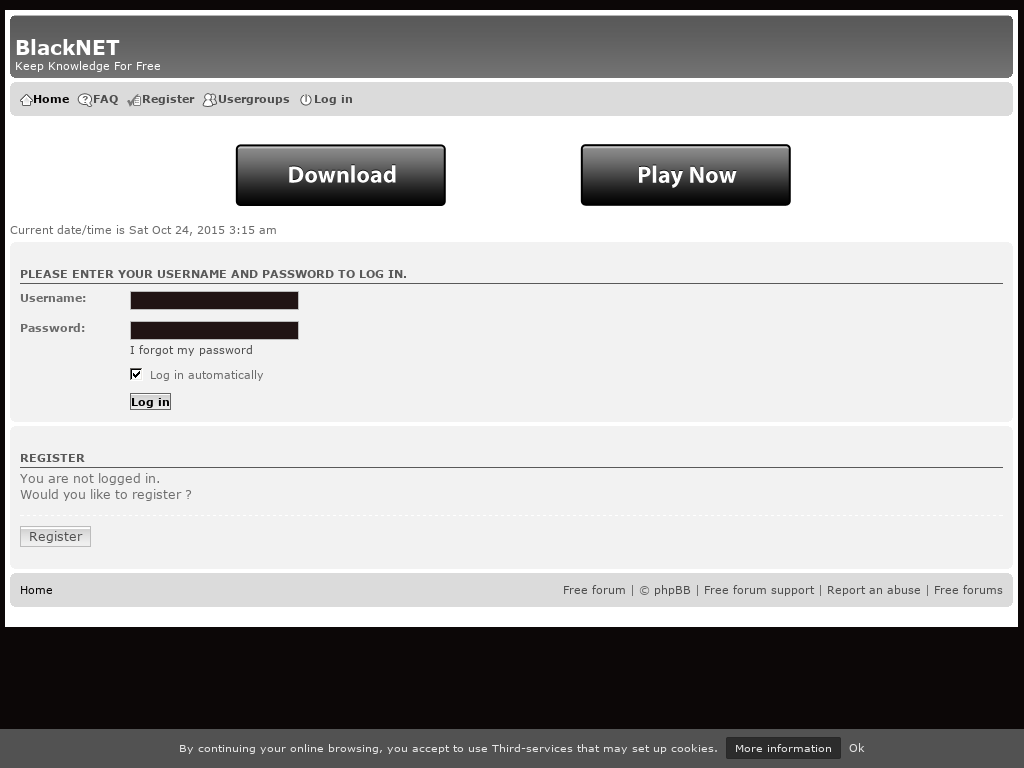 BlackNET
Keep Knowledge For Free
Home FAQ Register Usergroups Log in
Download Play Now
Current date/time is Sat Oct 24, 2015 3:15 am
PLEASE ENTER YOUR USERNAME AND PASSWORD TO LOG IN.
Username:
Password:
I forgot my password
Log in automatically
Log in
REGISTER
You are not logged in.
Would you like to register ?
Register
Home Free forum | © phpBB | Free forum support | Report an abuse | Free forums
By continuing your online browsing, you accept to use Third-services that may set up cookies. More information Ok